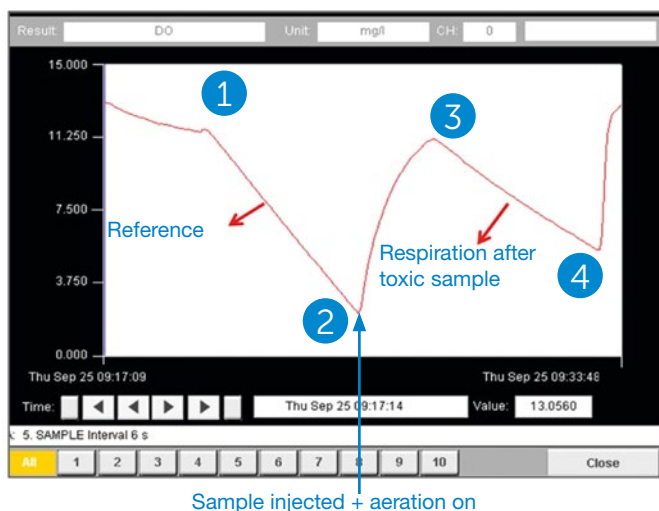 Result: DO Unit: mg/l CH: 0
15.000
1
3
11.250
7.500
Reference
Respiration after
toxic sample
3.750
4
2
0.000
Thu Sep 25 09:17:09 Thu Sep 25 09:33:48
Time: Thu Sep 25 09:17:14 Value: 13.0560
5. SAMPLE Interval 6 s
All 1 2 3 4 5 6 7 8 9 10 Close
Sample injected + aeration on